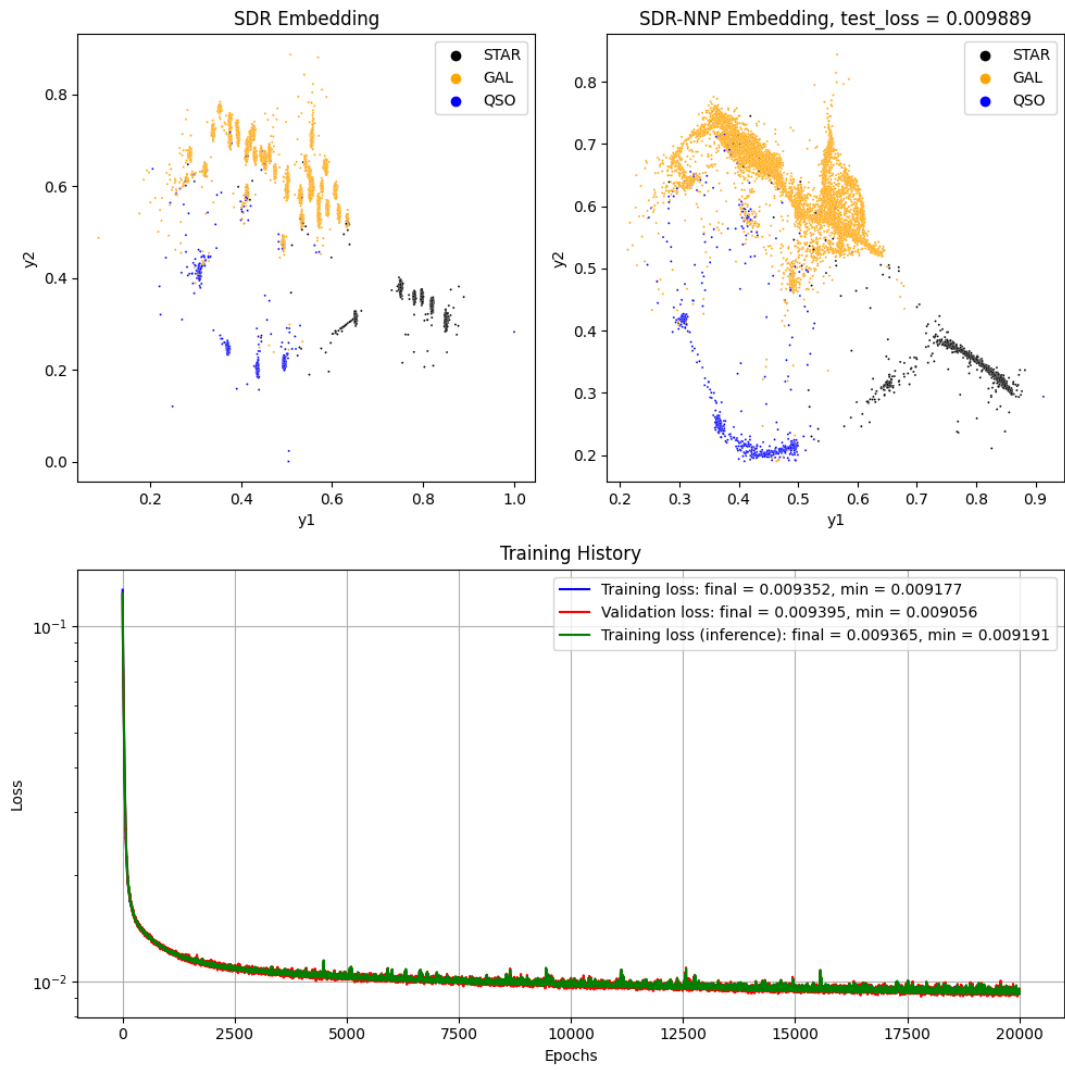 SDR Embedding
STAR
GAL
QSO
0.8
0.6
0.4
0.2
0.0
y2
0.2
0.4
0.6
0.8
1.0
y1
SDR-NNP Embedding, test_loss = 0.009889
STAR
GAL
QSO
0.8
0.7
0.6
0.5
0.4
0.3
0.2
y2
0.2
0.3
0.4
0.5
0.6
0.7
0.8
0.9
y1
Training History
Training loss: final = 0.009352, min = 0.009177
Validation loss: final = 0.009395, min = 0.009056
Training loss (inference): final = 0.009365, min = 0.009191
10⁻¹
10⁻²
Loss
0
2500
5000
7500
10000
12500
15000
17500
20000
Epochs